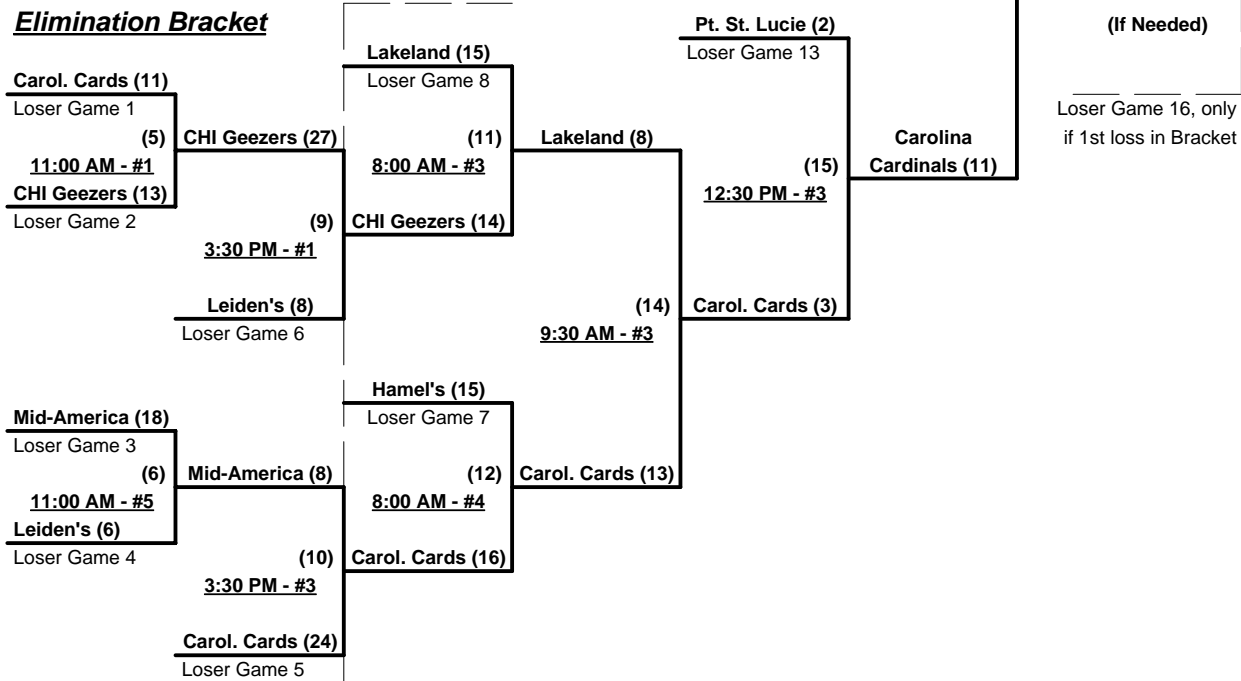 Elimination Bracket
Pt. St. Lucie (2)
(If Needed)
Lakeland (15)
Loser Game 13
Carol. Cards (11)
Loser Game 8
Loser Game 1
Loser Game 16, only
(5)
CHI Geezers (27)
(11)
Lakeland (8)
Carolina
if 1st loss in Bracket
11:00 AM - #1
8:00 AM - #3
(15)
Cardinals (11)
CHI Geezers (13)
12:30 PM - #3
Loser Game 2
(9)
CHI Geezers (14)
3:30 PM - #1
Leiden's (8)
(14)
Carol. Cards (3)
Loser Game 6
9:30 AM - #3
Hamel's (15)
Mid-America (18)
Loser Game 7
Loser Game 3
(6)
Mid-America (8)
(12)
Carol. Cards (13)
11:00 AM - #5
8:00 AM - #4
Leiden's (6)
Loser Game 4
(10)
Carol. Cards (16)
3:30 PM - #3
Carol. Cards (24)
Loser Game 5